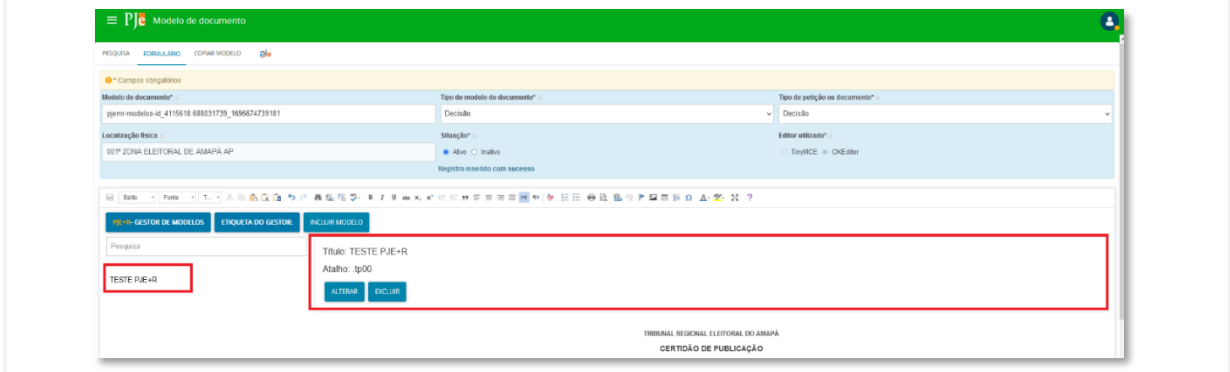 PJe Modelo de documento
PESQUISA FORMULÁRIO COPIAR MODELO pje
* Campos obrigatórios
Modelo de documento* Tipo de modelo de documento* Tipo de petição ou documento*
pjemr-modelos-id_4115618.688031739_1695674739181 Decisão Decisão
Localização física Situação* Editor utilizado*
001ª ZONA ELEITORAL DE AMAPÁ AP Ativo Inativo TinyMCE CKEditor
Registro inserido com sucesso
Estilo Fonte T...
PJE+R- GESTOR DE MODELOS ETIQUETA DO GESTOR; INCLUIR MODELO
Pesquisa
Título: TESTE PJE+R
Atalho: .tp00
TESTE PJE+R
ALTERAR EXCLUIR
TRIBUNAL REGIONAL ELEITORAL DO AMAPÁ
CERTIDÃO DE PUBLICAÇÃO